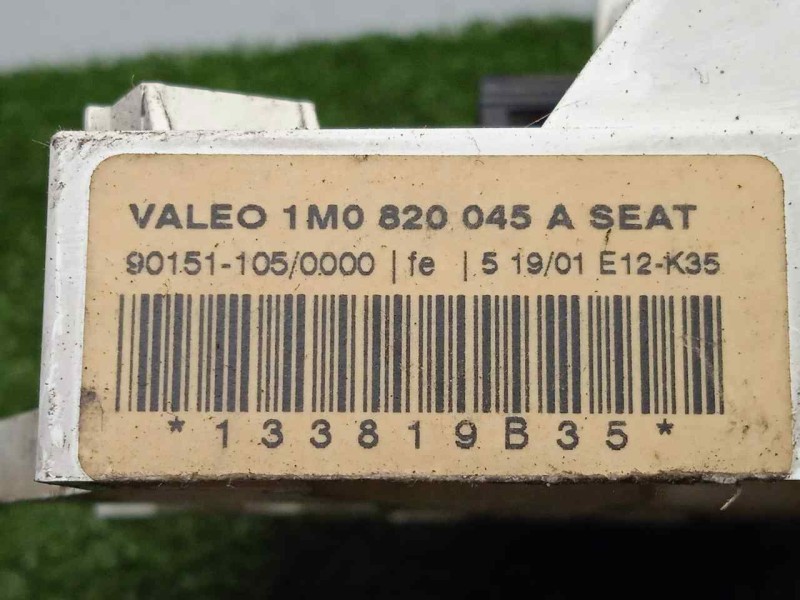 VALEO 1M0 820 045 A SEAT
90151-105/0000 | fe | 5 19/01 E12-K35
*133819B35*